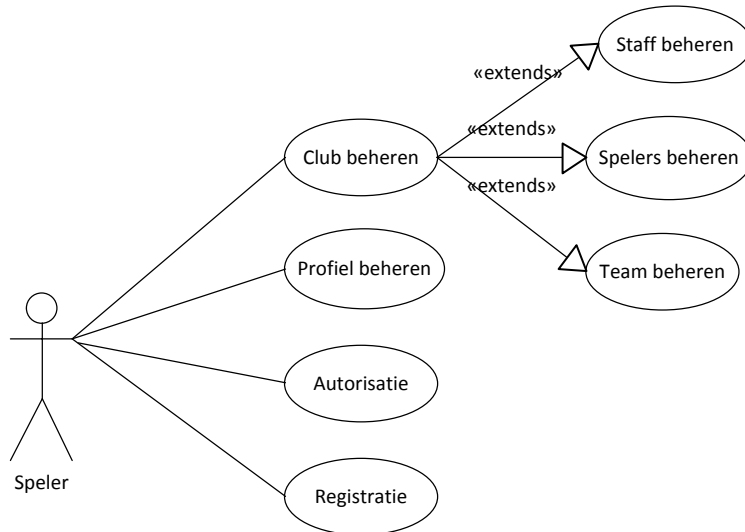 Staff beheren
«extends»
«extends»
Club beheren
Spelers beheren
«extends»
Profiel beheren
Team beheren
Autorisatie
Speler
Registratie